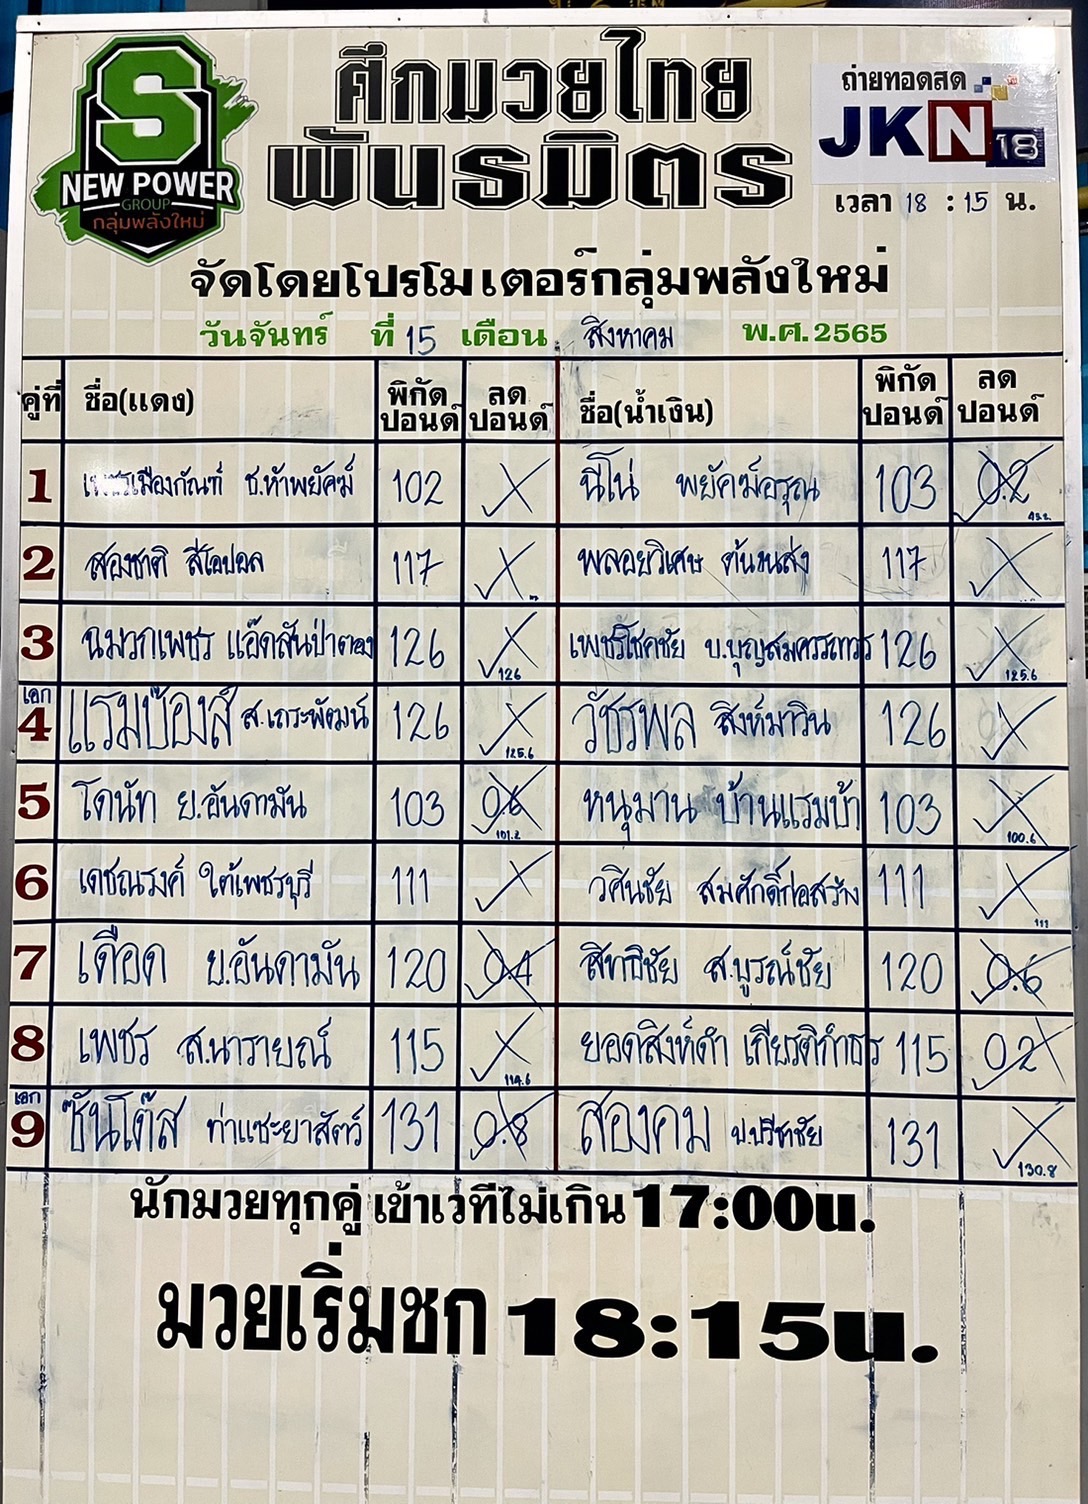 S
NEW POWER
GROUP
กลุ่มพลังใหม่
ศึกมวยไทย
พันธมิตร
ถ่ายทอดสด
JKN18
เวลา 18 : 15 น.
จัดโดยโปรโมเตอร์กลุ่มพลังใหม่
วันจันทร์ ที่ 15 เดือน สิงหาคม พ.ศ.2565
คู่ที่ ชื่อ(แดง) พิกัดปอนด์ ลดปอนด์ ชื่อ(น้ำเงิน) พิกัดปอนด์ ลดปอนด์
1 เพชรเมืองกัณฑ์ ช.ห้าพยัคฆ์ 102 นีโน่ พยัคฆ์อรุณ 103 0.2
2 สองชาติ สีโอปอล 117 พลอยวิเศษ ต้นขนส่ง 117
3 ฉมวกเพชร แอ๊ดสันป่าตอง 126 126 เพชรโชคชัย บ.บุญสมควรถาวร 126 125.6
เอก
4 แรมป๊องส์ ส.เถระพัฒน์ 126 125.6 วัชรพล สิงห์มาวิน 126
5 โดนัท ย.อันดามัน 103 0.6 101.2 หนุมาน บ้านแรมบ้า 103 100.6
6 เดชณรงค์ ใต้เพชรบุรี 111 วศินชัย สมศักดิ์ก่อสร้าง 111 111
7 เดือด ย.อันดามัน 120 0.4 สิทธิชัย ส.บูรณ์ชัย 120 0.6
8 เพชร ส.นารายณ์ 115 114.6 ยอดสิงห์ดำ เกียรติกำธร 115 0.2
เอก
9 ซันโต๊ส ท่าแซะยาสัตว์ 131 0.8 สองคม บ.ปรีชาชัย 131 130.8
นักมวยทุกคู่ เข้าเวทีไม่เกิน 17:00น.
มวยเริ่มชก 18:15น.